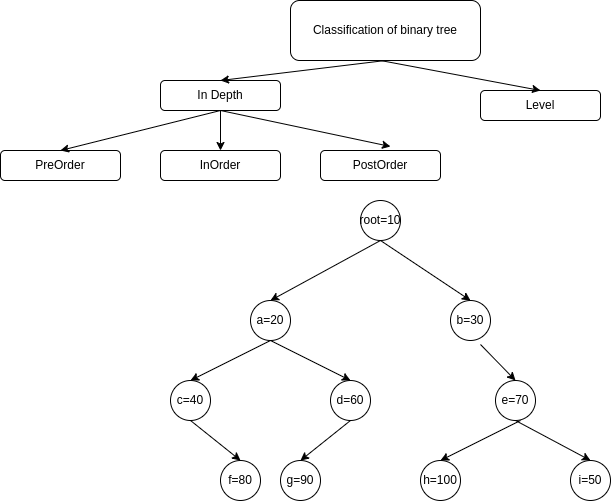 Classification of binary tree
In Depth
Level
PreOrder
InOrder
PostOrder
root=10
a=20
b=30
c=40
d=60
e=70
f=80
g=90
h=100
i=50